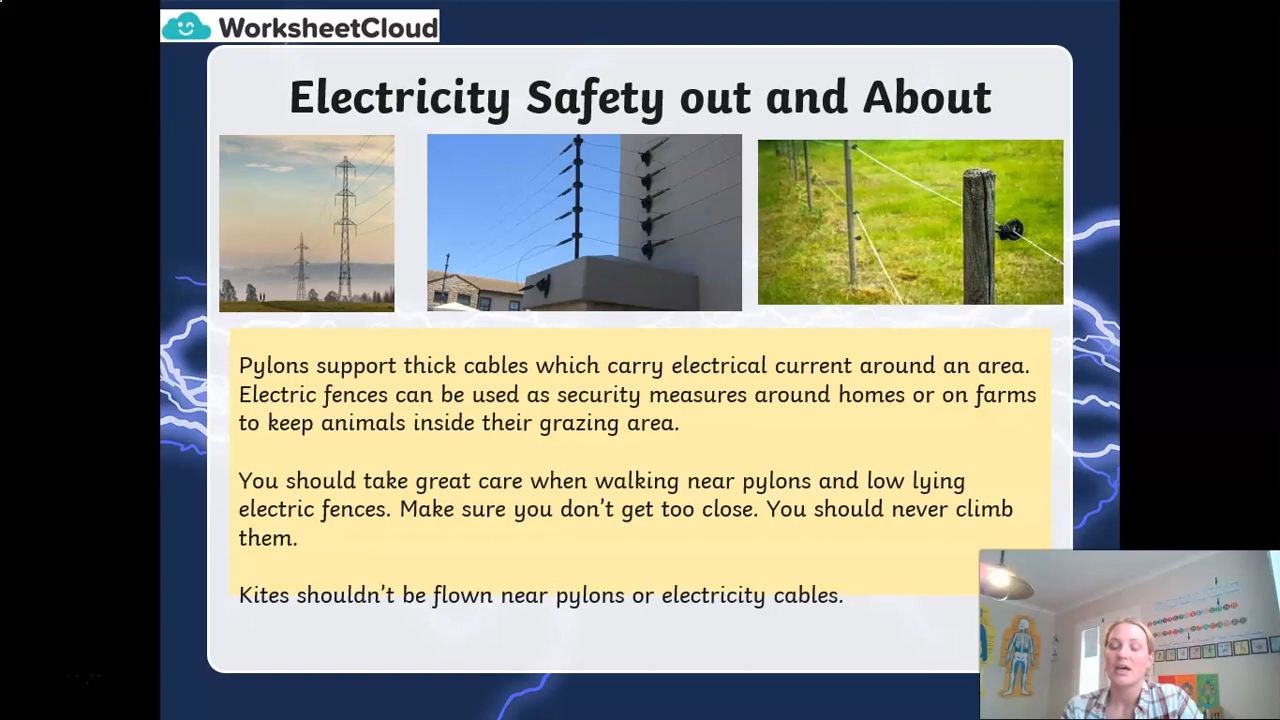 WorksheetCloud
Electricity Safety out and About
Pylons support thick cables which carry electrical current around an area.
Electric fences can be used as security measures around homes or on farms
to keep animals inside their grazing area.
You should take great care when walking near pylons and low lying
electric fences. Make sure you don't get too close. You should never climb
them.
Kites shouldn't be flown near pylons or electricity cables.